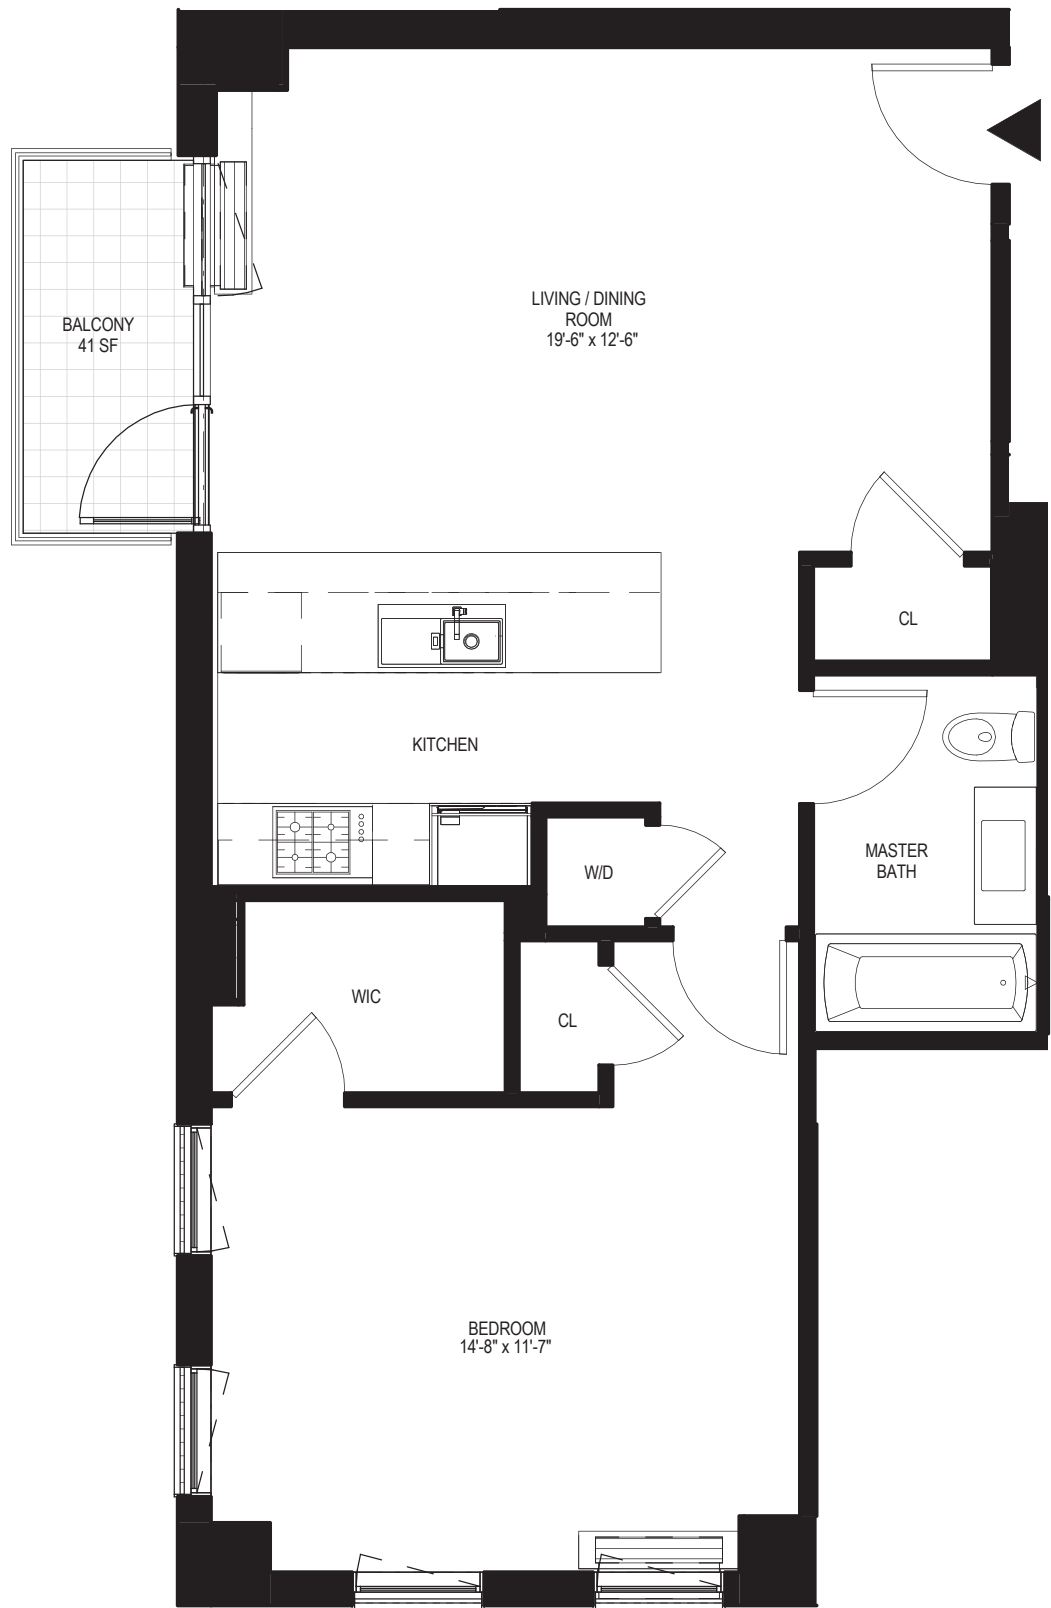 LIVING / DINING
ROOM
19'-6" x 12'-6"
BALCONY
41 SF
CL
KITCHEN
MASTER
BATH
W/D
WIC
CL
BEDROOM
14'-8" x 11'-7"